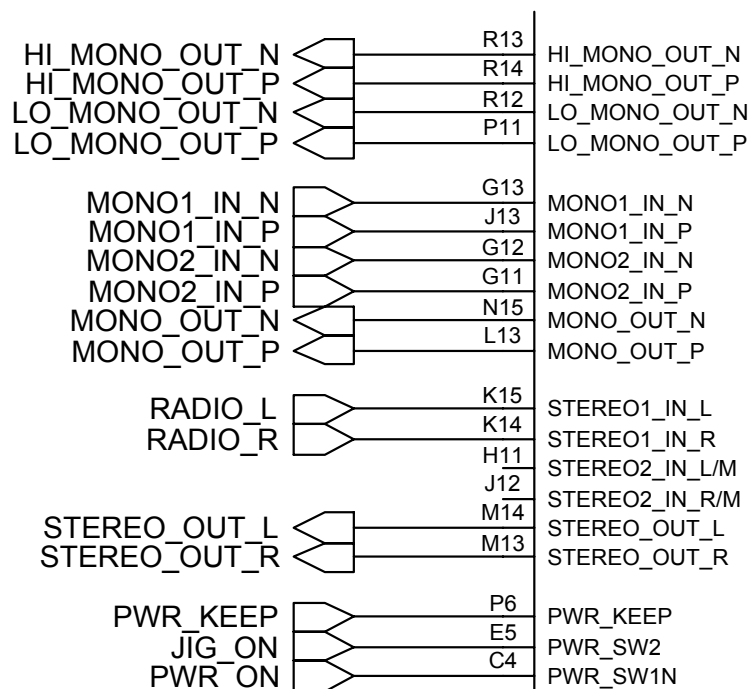 HI_MONO_OUT_N R13 HI_MONO_OUT_N
HI_MONO_OUT_P R14 HI_MONO_OUT_P
LO_MONO_OUT_N R12 LO_MONO_OUT_N
LO_MONO_OUT_P P11 LO_MONO_OUT_P
MONO1_IN_N G13 MONO1_IN_N
MONO1_IN_P J13 MONO1_IN_P
MONO2_IN_N G12 MONO2_IN_N
MONO2_IN_P G11 MONO2_IN_P
MONO_OUT_N N15 MONO_OUT_N
MONO_OUT_P L13 MONO_OUT_P
RADIO_L K15 STEREO1_IN_L
RADIO_R K14 STEREO1_IN_R
H11 STEREO2_IN_L/M
J12 STEREO2_IN_R/M
STEREO_OUT_L M14 STEREO_OUT_L
STEREO_OUT_R M13 STEREO_OUT_R
PWR_KEEP P6 PWR_KEEP
JIG_ON E5 PWR_SW2
PWR_ON C4 PWR_SW1N